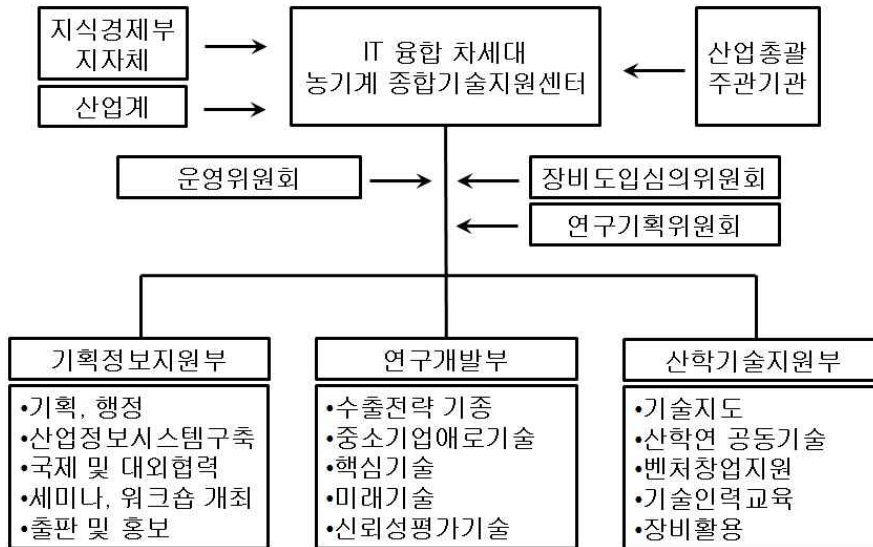 지식경제부
지자체
산업계
IT 융합 차세대
농기계 종합기술지원센터
산업총괄
주관기관
운영위원회
장비도입심의위원회
연구기획위원회
기획정보지원부
•기획, 행정
•산업정보시스템구축
•국제 및 대외협력
•세미나, 워크숍 개최
•출판 및 홍보
연구개발부
•수출전략 기종
•중소기업애로기술
•핵심기술
•미래기술
•신뢰성평가기술
산학기술지원부
•기술지도
•산학연 공동기술
•벤처창업지원
•기술인력교육
•장비활용